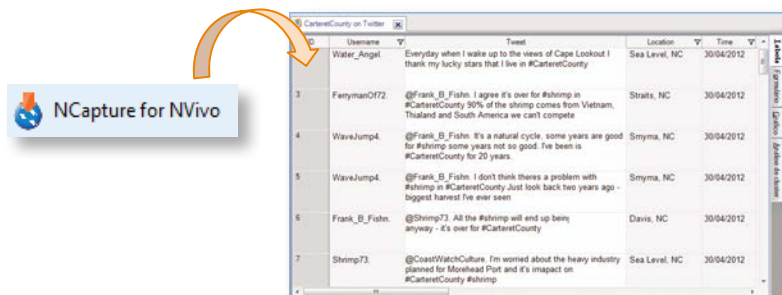 CarteretCounty on Twitter
Username Tweet Location Time
Water_Angel. Everyday when I wake up to the views of Cape Lookout I Sea Level, NC 30/04/2012
thank my lucky stars that I live in #CarteretCounty
3 FerrymanOf72. @Frank_B_Fishn. I agree it's over for #shrimp in Straits, NC 30/04/2012
#CarteretCounty 90% of the shrimp comes from Vietnam,
Thialand and South America we can't compete
NCapture for NVivo
4 WaveJump4. @Frank_B_Fishn. It's a natural cycle, some years are good Smyrna, NC 30/04/2012
for #shrimp some years not so good. I've been is
#CarteretCounty for 20 years.
5 WaveJump4. @Frank_B_Fishn. I don't think theres a problem with Smyrna, NC 30/04/2012
#shrimp in #CarteretCounty Just look back two years ago -
biggest harvest I've ever seen
6 Frank_B_Fishn. @Shrimp73. All the #shrimp will end up being Davis, NC 30/04/2012
anyway - it's over for #CarteretCounty
7 Shrimp73. @CoastWatchCulture. I'm worried about the heavy industry Sea Level, NC 30/04/2012
planned for Morehead Port and it's imapact on
#CarteretCounty #shrimp
Labela
Formulários
Gráfico